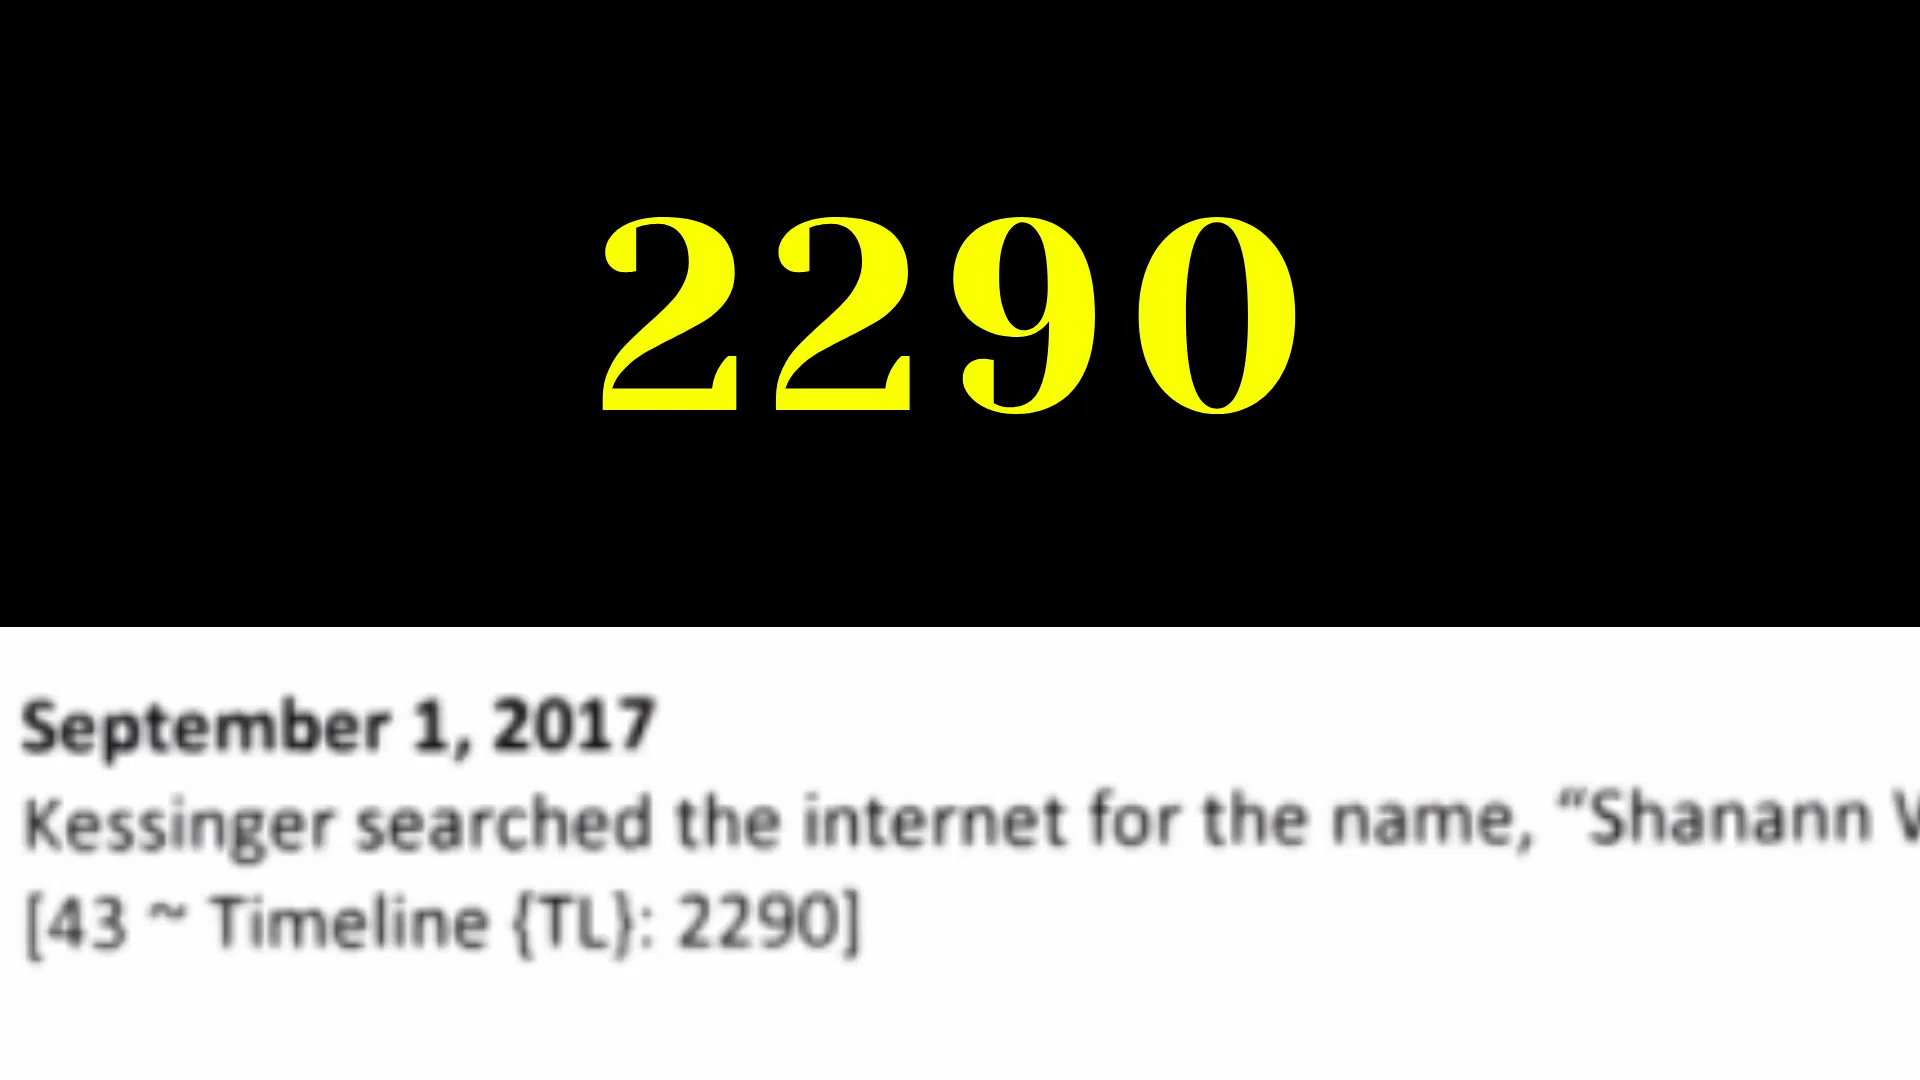 2290
September 1, 2017
Kessinger searched the internet for the name, “Shanann
[43 ~ Timeline {TL}: 2290]